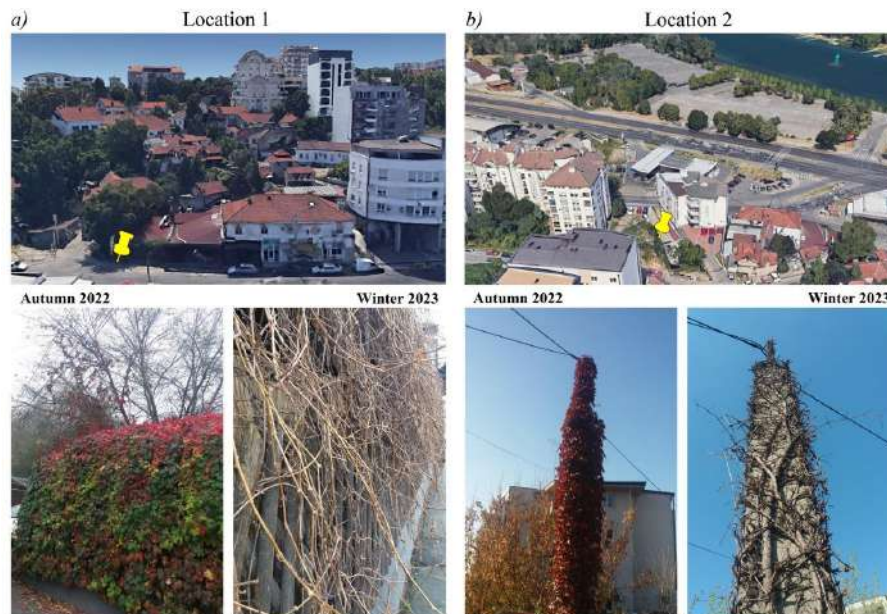 a)
Location 1
b)
Location 2
Autumn 2022
Winter 2023
Autumn 2022
Winter 2023